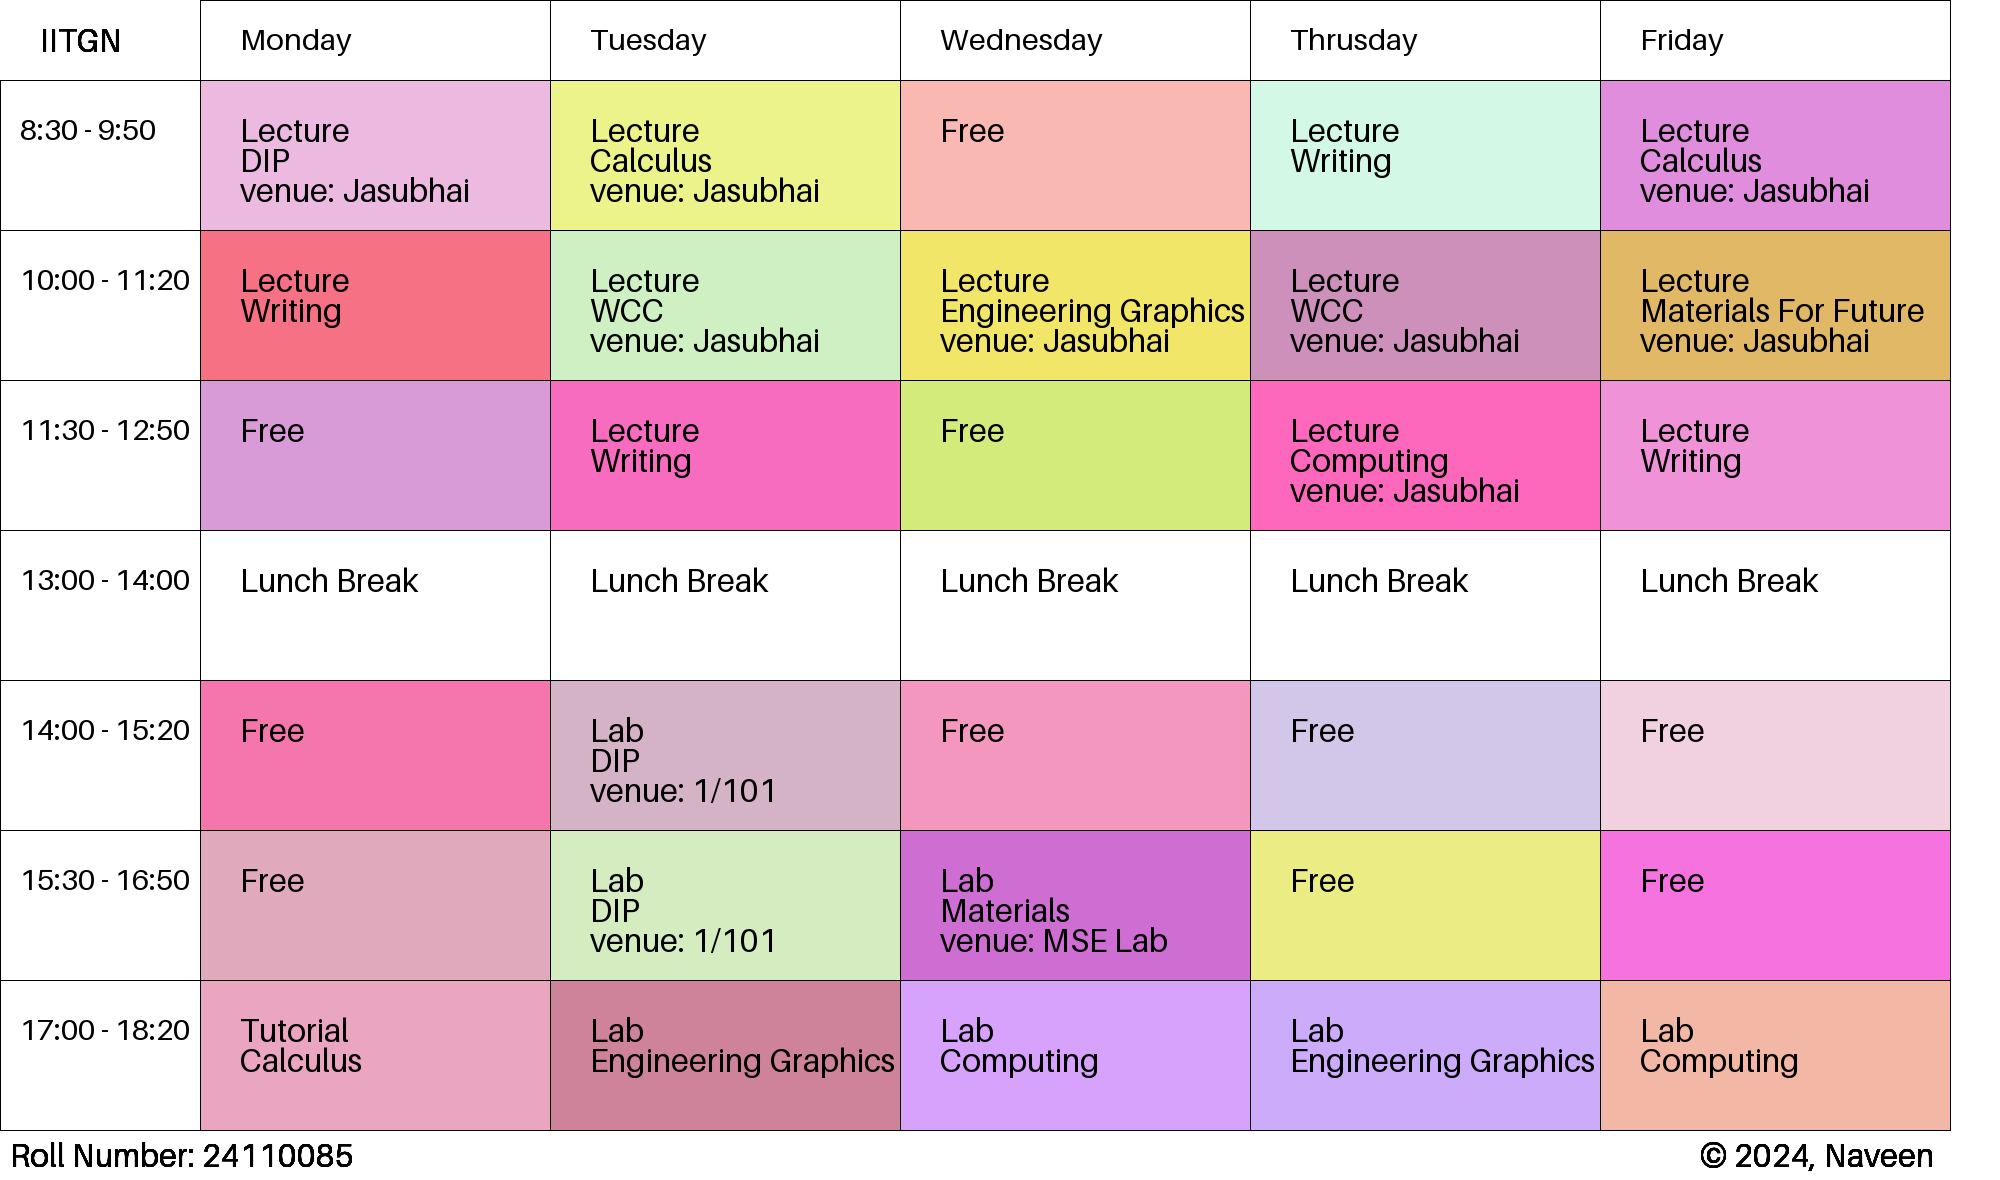 IITGN
Monday
Tuesday
Wednesday
Thrusday
Friday
8:30 - 9:50
Lecture
DIP
venue: Jasubhai
Lecture
Calculus
venue: Jasubhai
Free
Lecture
Writing
Lecture
Calculus
venue: Jasubhai
10:00 - 11:20
Lecture
Writing
Lecture
WCC
venue: Jasubhai
Lecture
Engineering Graphics
venue: Jasubhai
Lecture
WCC
venue: Jasubhai
Lecture
Materials For Future
venue: Jasubhai
11:30 - 12:50
Free
Lecture
Writing
Free
Lecture
Computing
venue: Jasubhai
Lecture
Writing
13:00 - 14:00
Lunch Break
Lunch Break
Lunch Break
Lunch Break
Lunch Break
14:00 - 15:20
Free
Lab
DIP
venue: 1/101
Free
Free
Free
15:30 - 16:50
Free
Lab
DIP
venue: 1/101
Lab
Materials
venue: MSE Lab
Free
Free
17:00 - 18:20
Tutorial
Calculus
Lab
Engineering Graphics
Lab
Computing
Lab
Engineering Graphics
Lab
Computing
Roll Number: 24110085
© 2024, Naveen